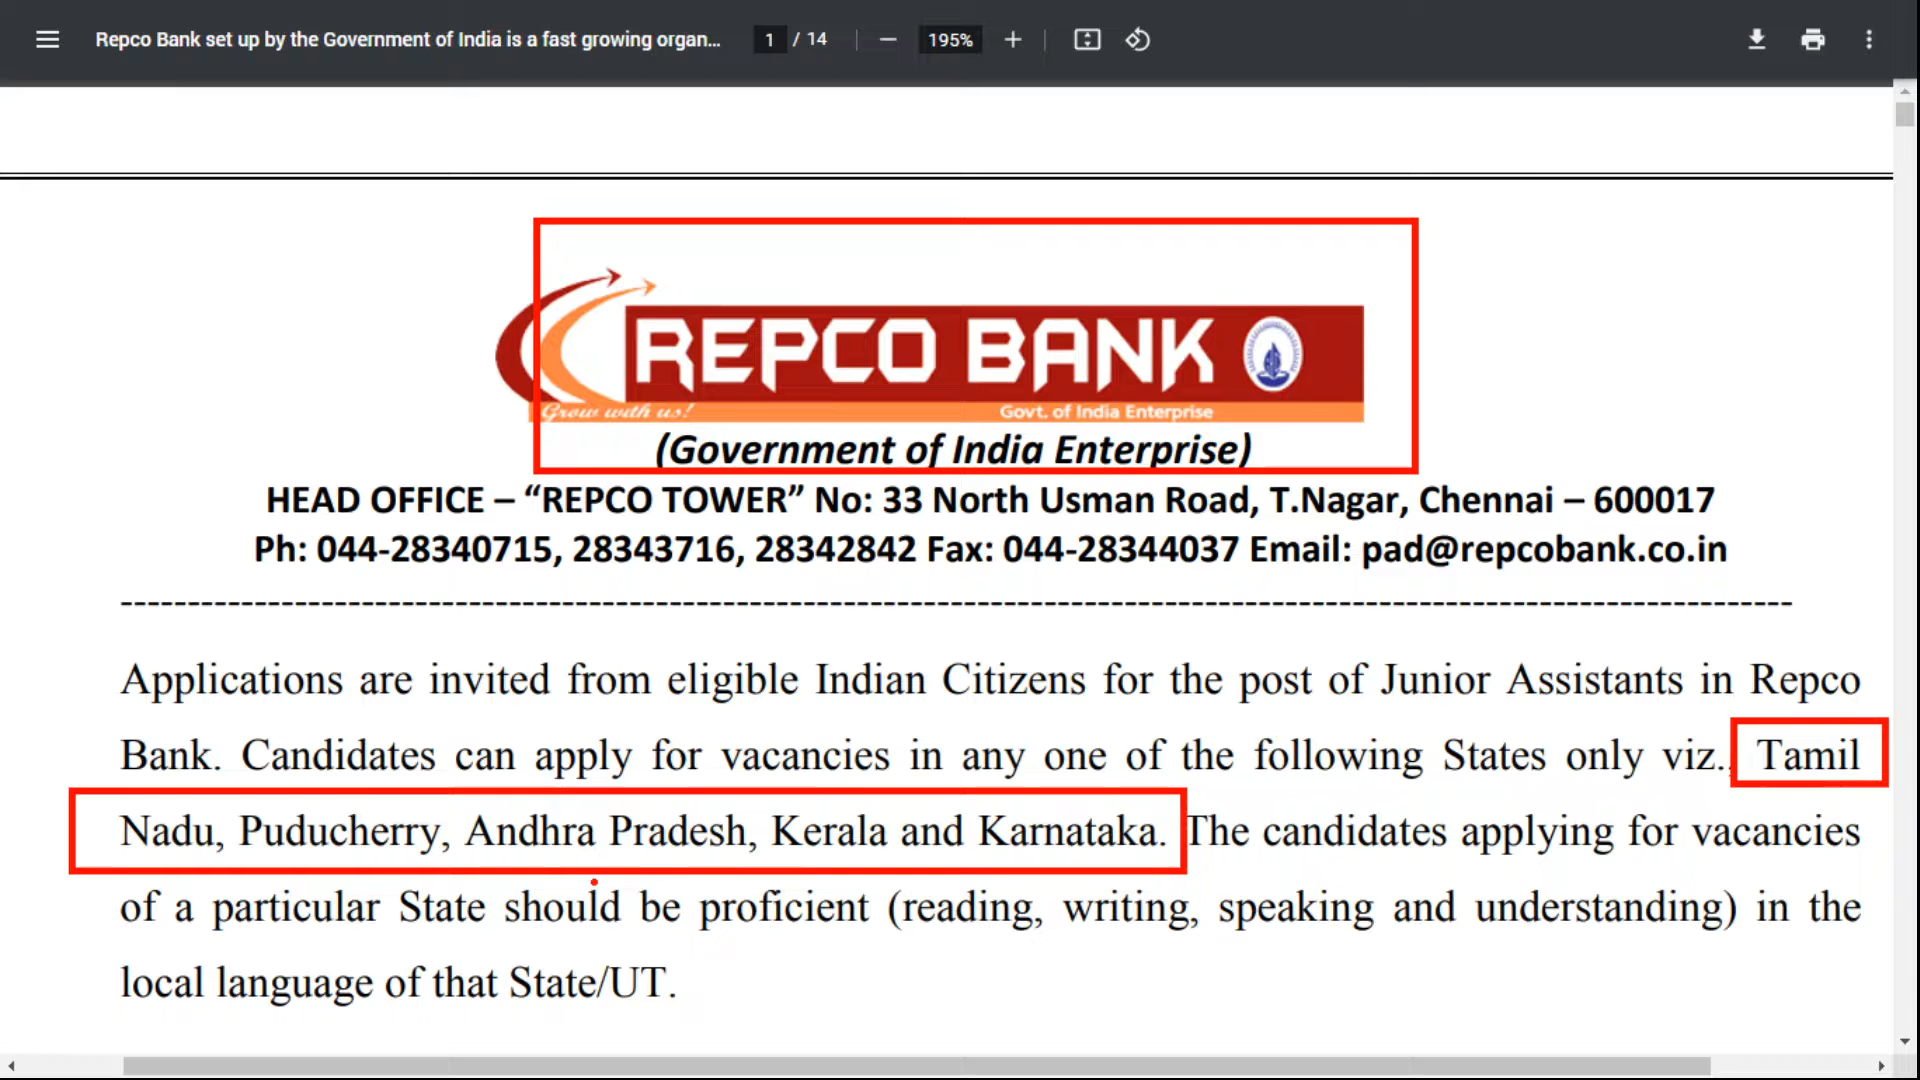 Repco Bank set up by the Government of India is a fast growing organ... 1 / 14 195%
REPCO BANK
Grow with us! Govt. of India Enterprise
(Government of India Enterprise)
HEAD OFFICE – “REPCO TOWER” No: 33 North Usman Road, T.Nagar, Chennai – 600017
Ph: 044-28340715, 28343716, 28342842 Fax: 044-28344037 Email: pad@repcobank.co.in
Applications are invited from eligible Indian Citizens for the post of Junior Assistants in Repco
Bank. Candidates can apply for vacancies in any one of the following States only viz., Tamil
Nadu, Puducherry, Andhra Pradesh, Kerala and Karnataka. The candidates applying for vacancies
of a particular State should be proficient (reading, writing, speaking and understanding) in the
local language of that State/UT.